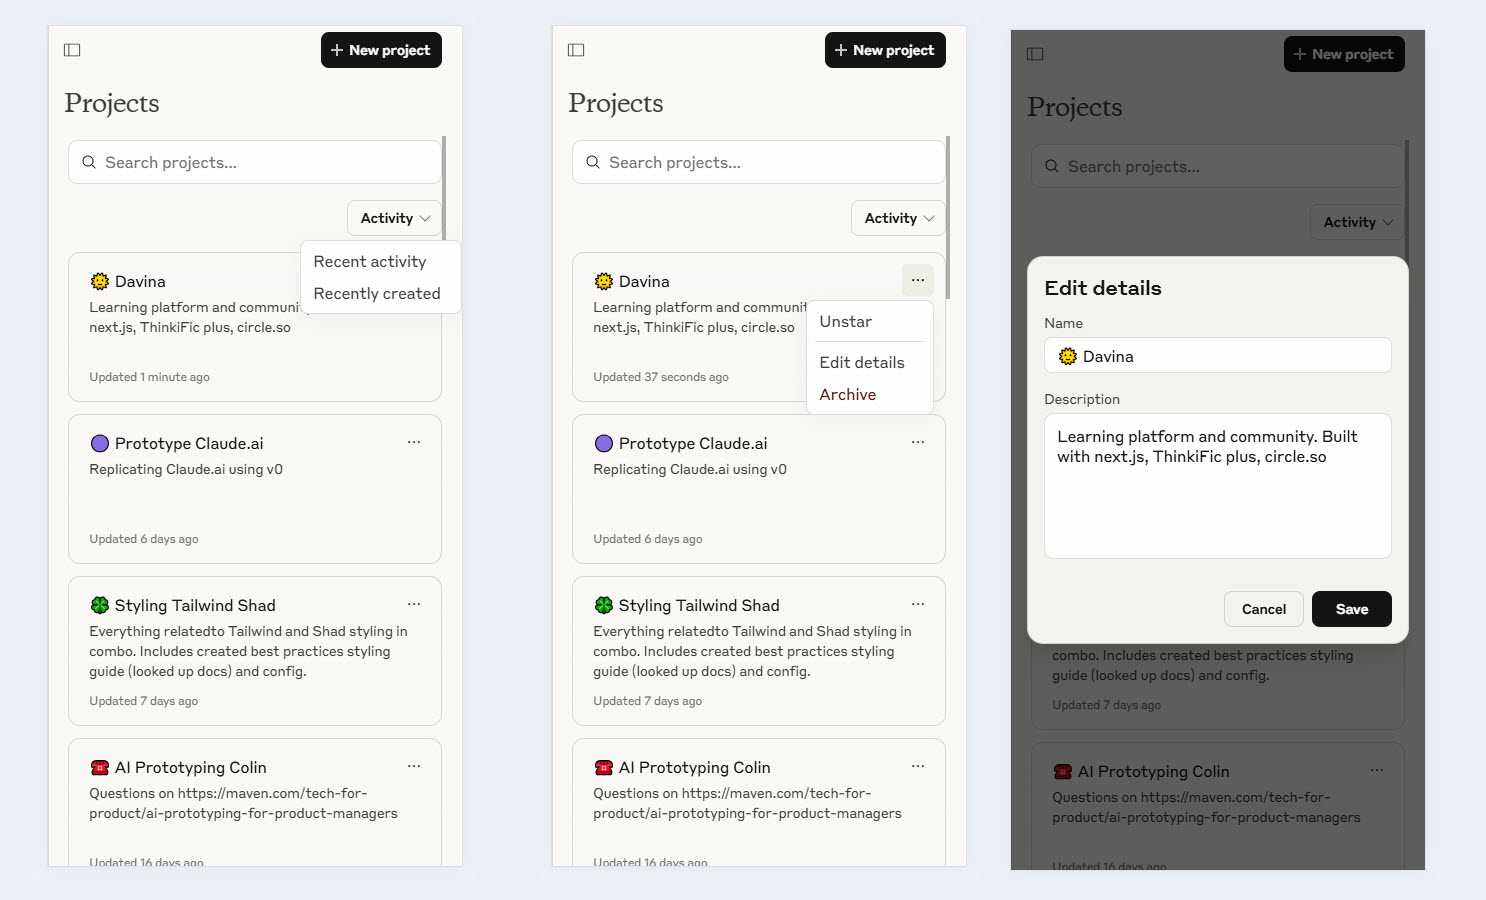 New project
Projects
Search projects...
Activity
Recent activity
Recently created
Davina
Learning platform and communi
next.js, ThinkiFic plus, circle.so
Updated 1 minute ago
Prototype Claude.ai
Replicating Claude.ai using v0
Updated 6 days ago
Styling Tailwind Shad
Everything relatedto Tailwind and Shad styling in
combo. Includes created best practices styling
guide (looked up docs) and config.
Updated 7 days ago
AI Prototyping Colin
Questions on https://maven.com/tech-for-
product/ai-prototyping-for-product-managers
Updated 16 days ago
New project
Projects
Search projects...
Activity
Davina
Learning platform and communit
next.js, ThinkiFic plus, circle.so
Updated 37 seconds ago
Unstar
Edit details
Archive
Prototype Claude.ai
Replicating Claude.ai using v0
Updated 6 days ago
Styling Tailwind Shad
Everything relatedto Tailwind and Shad styling in
combo. Includes created best practices styling
guide (looked up docs) and config.
Updated 7 days ago
AI Prototyping Colin
Questions on https://maven.com/tech-for-
product/ai-prototyping-for-product-managers
Updated 16 days ago
New project
Projects
Search projects...
Activity
Edit details
Name
Davina
Description
Learning platform and community. Built
with next.js, ThinkiFic plus, circle.so
Cancel
Save
combo. Includes created best practices styling
guide (looked up docs) and config.
Updated 7 days ago
AI Prototyping Colin
Questions on https://maven.com/tech-for-
product/ai-prototyping-for-product-managers
Updated 16 days ago